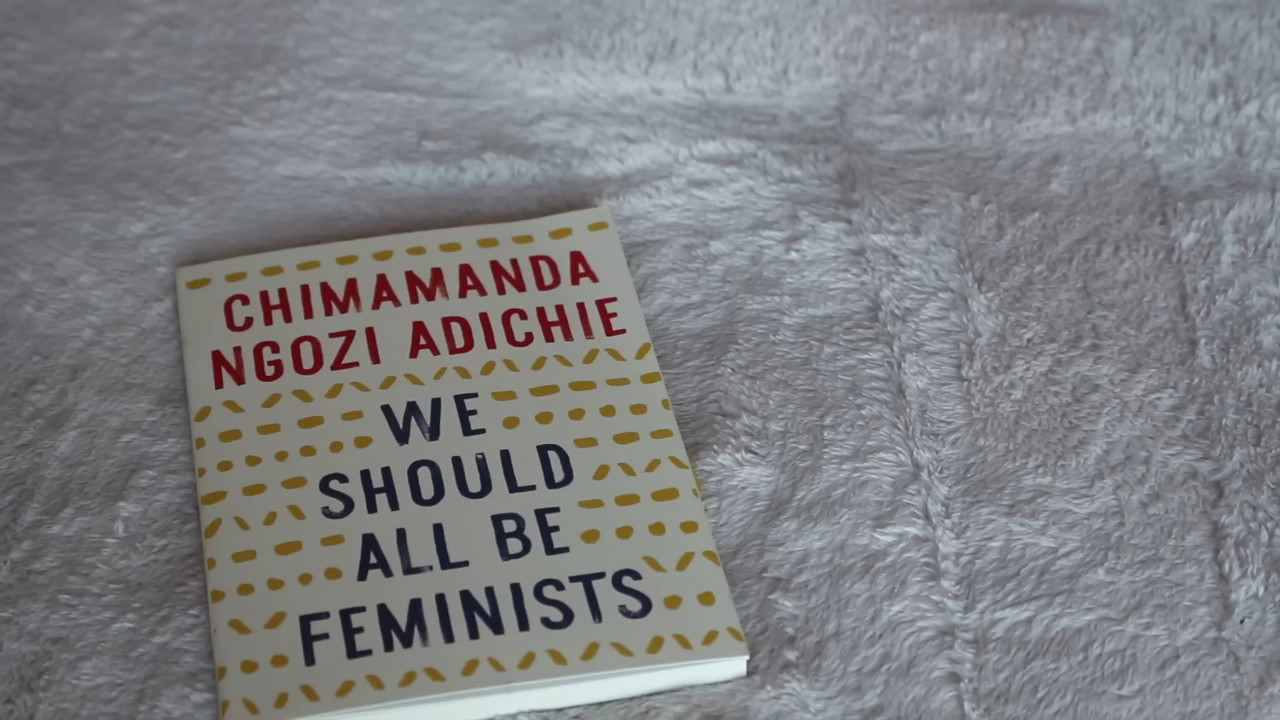 CHIMAMANDA
NGOZI ADICHIE
WE
SHOULD
ALL BE
FEMINISTS